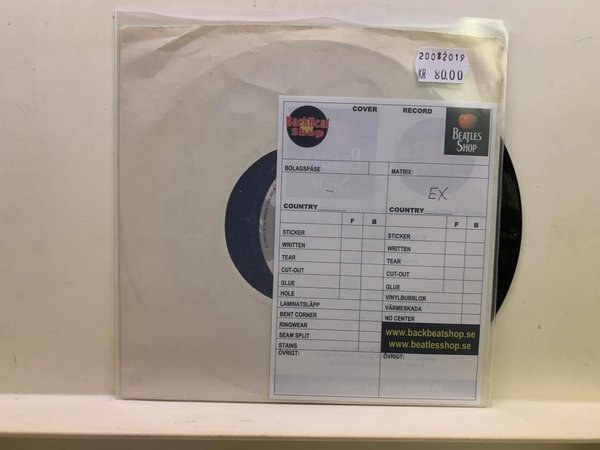 20082019
KR 80.00
COVER RECORD
BackBeat
Shop
BEATLES
SHOP
BOLAGSPÅSE MATRIX:
– EX
COUNTRY COUNTRY
F B F B
STICKER STICKER
WRITTEN WRITTEN
TEAR TEAR
CUT-OUT CUT-OUT
GLUE GLUE
HOLE VINYLBUBBLOR
LAMINATSLÄPP VÄRMESKADA
BENT CORNER NO CENTER
RINGWEAR www.backbeatshop.se
SEAM SPLIT www.beatlesshop.se
STAINS
ÖVRIGT: ÖVRIGT: